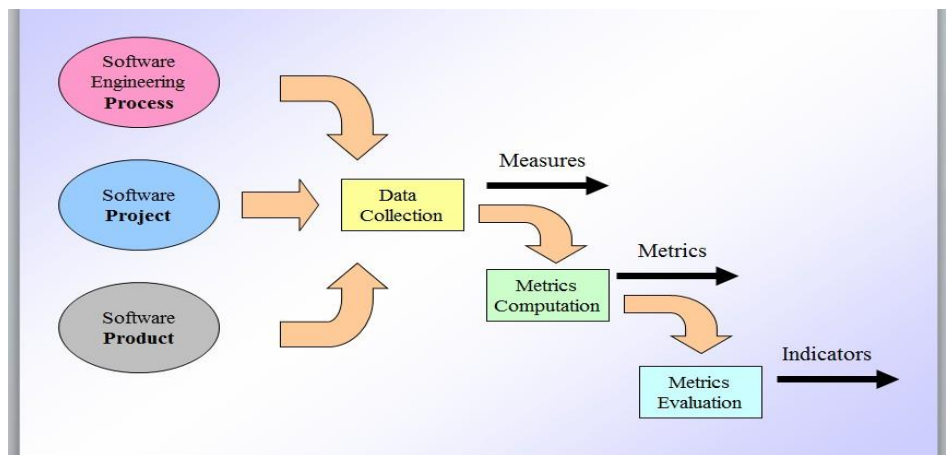 Software
Engineering
Process
Software
Project
Software
Product
Data
Collection
Measures
Metrics
Computation
Metrics
Metrics
Evaluation
Indicators